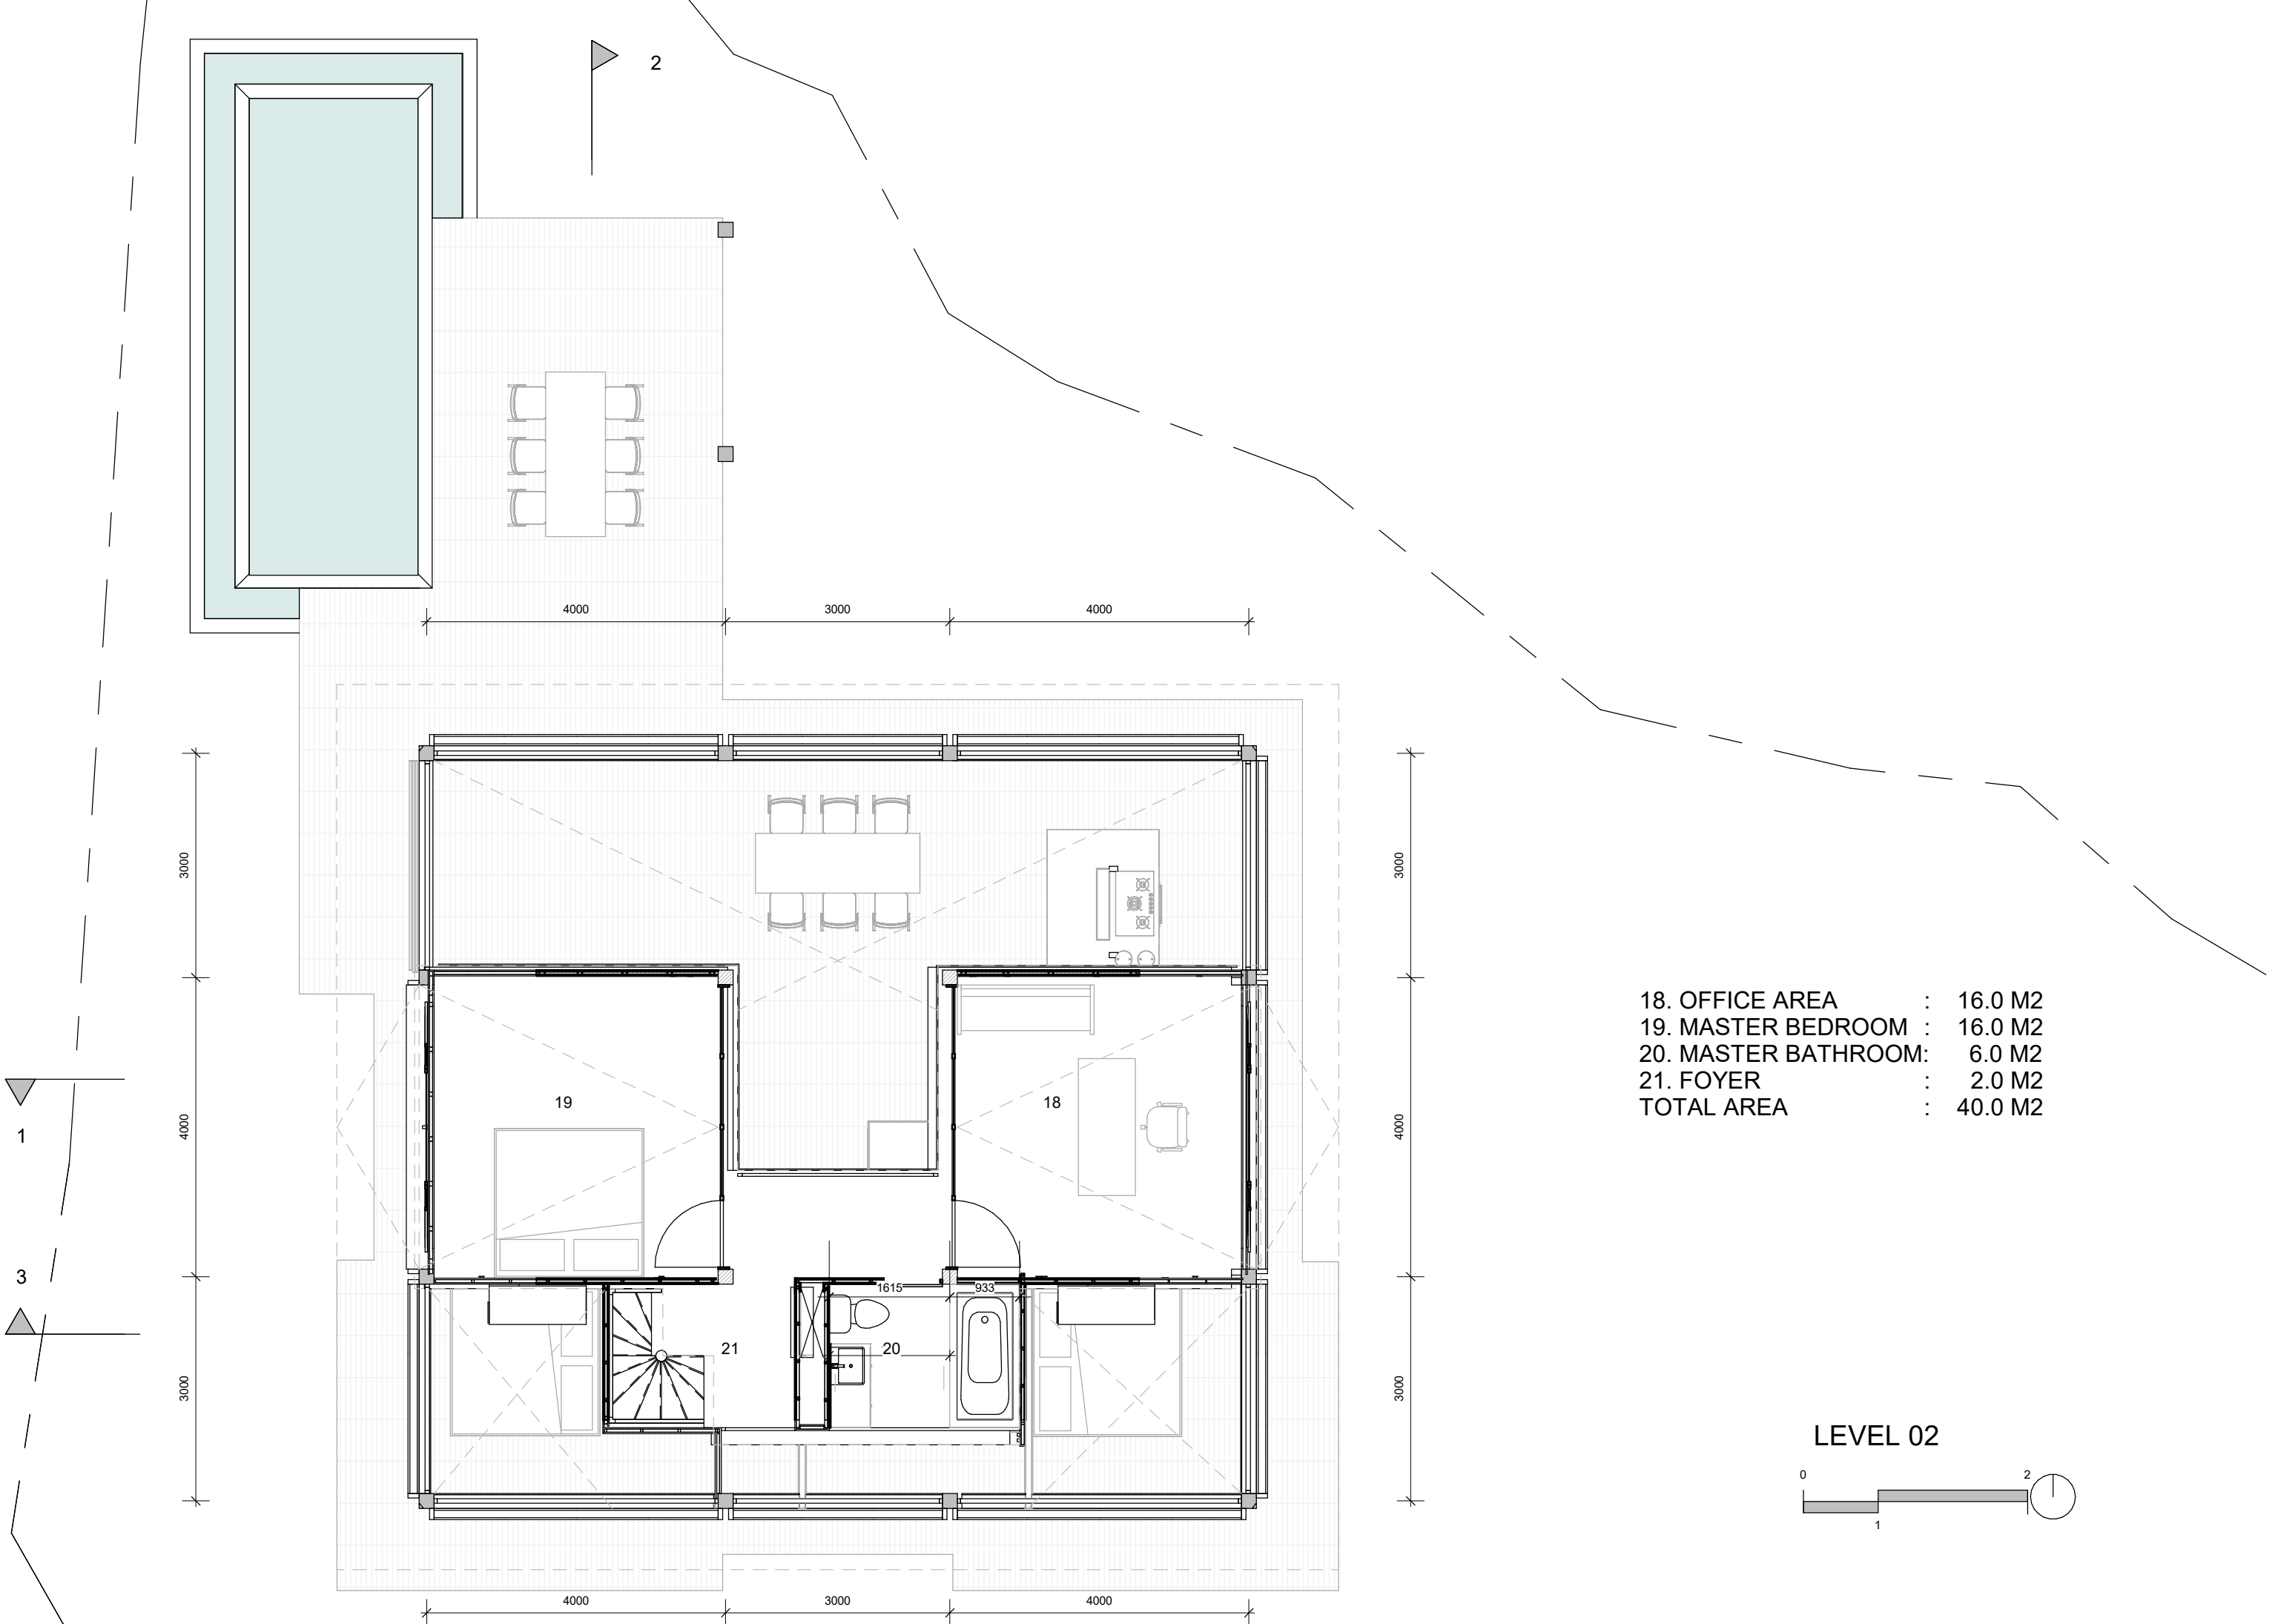 2
4000 3000 4000
3000
3000
18. OFFICE AREA : 16.0 M2
19. MASTER BEDROOM : 16.0 M2
20. MASTER BATHROOM: 6.0 M2
21. FOYER : 2.0 M2
TOTAL AREA : 40.0 M2
19
18
4000
4000
1
3
1615 933
21
20
3000
3000
LEVEL 02
0 2
1
4000 3000 4000